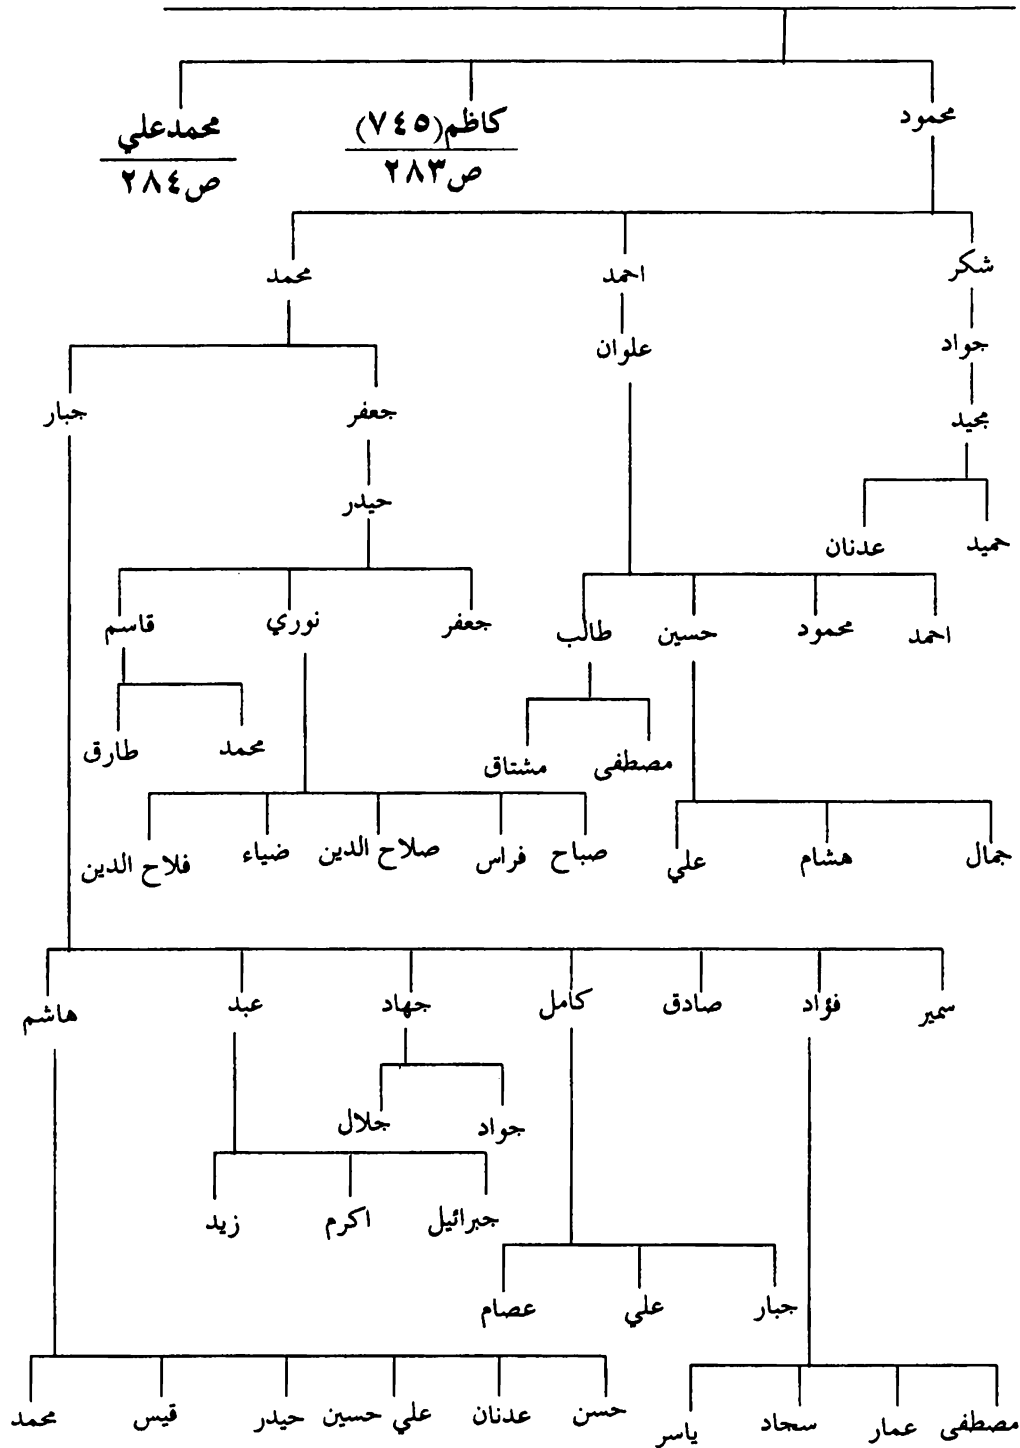 محمود كاظم(٧٤٥) محمدعلي
ص٢٨٣ ص٢٨٤
شكر احمد محمد
جواد علوان
مجيد جعفر جبار
حيدر
حميد عدنان
احمد محمود حسين طالب جعفر نوري قاسم
مصطفى مشتاق محمد طارق
جمال هشام علي صباح فراس صلاح الدين ضياء فلاح الدين
سمير فؤاد صادق كامل جهاد عبد هاشم
جواد جلال
جبرائيل اكرم زيد
جبار علي عصام
مصطفى عمار سجاد ياسر حسن عدنان علي حسين حيدر قيس محمد